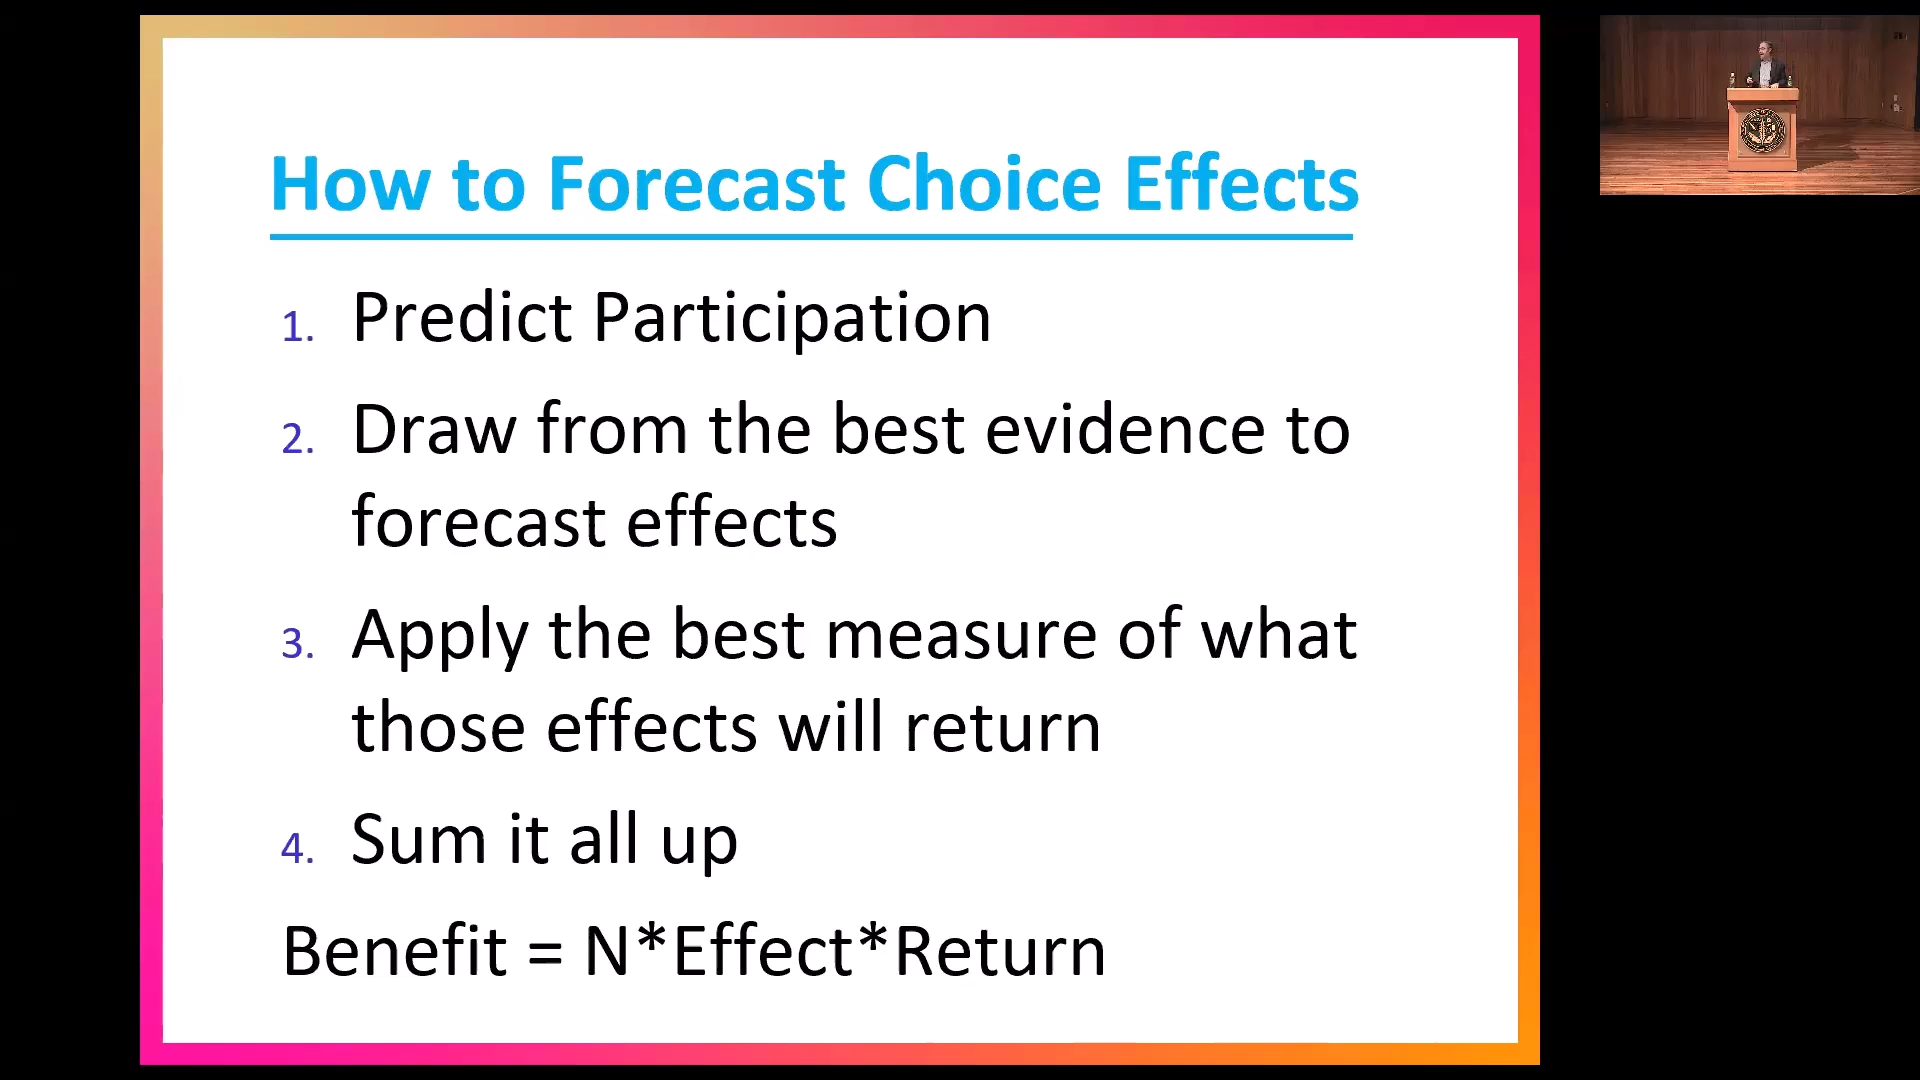 How to Forecast Choice Effects
1. Predict Participation
2. Draw from the best evidence to
forecast effects
3. Apply the best measure of what
those effects will return
4. Sum it all up
Benefit = N*Effect*Return